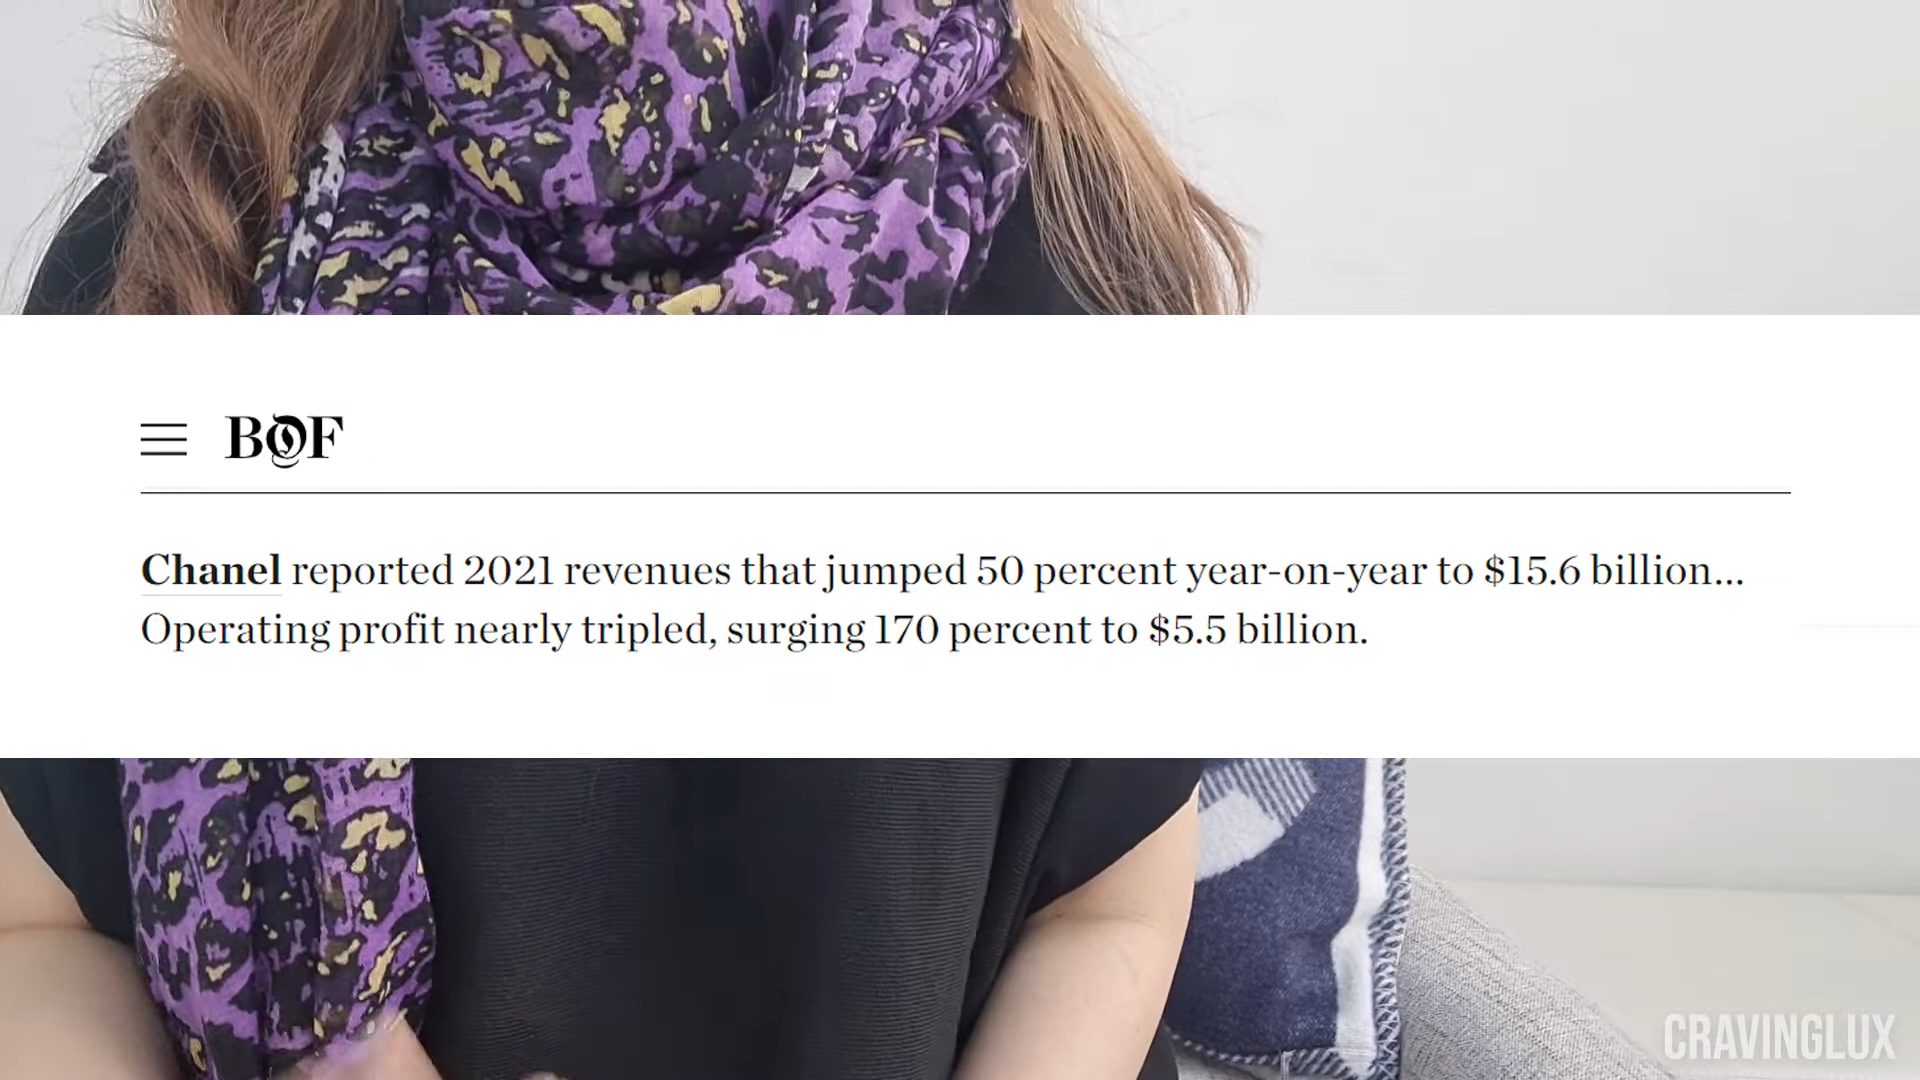 BOF
Chanel reported 2021 revenues that jumped 50 percent year-on-year to $15.6 billion...
Operating profit nearly tripled, surging 170 percent to $5.5 billion.
CRAVINGLUX